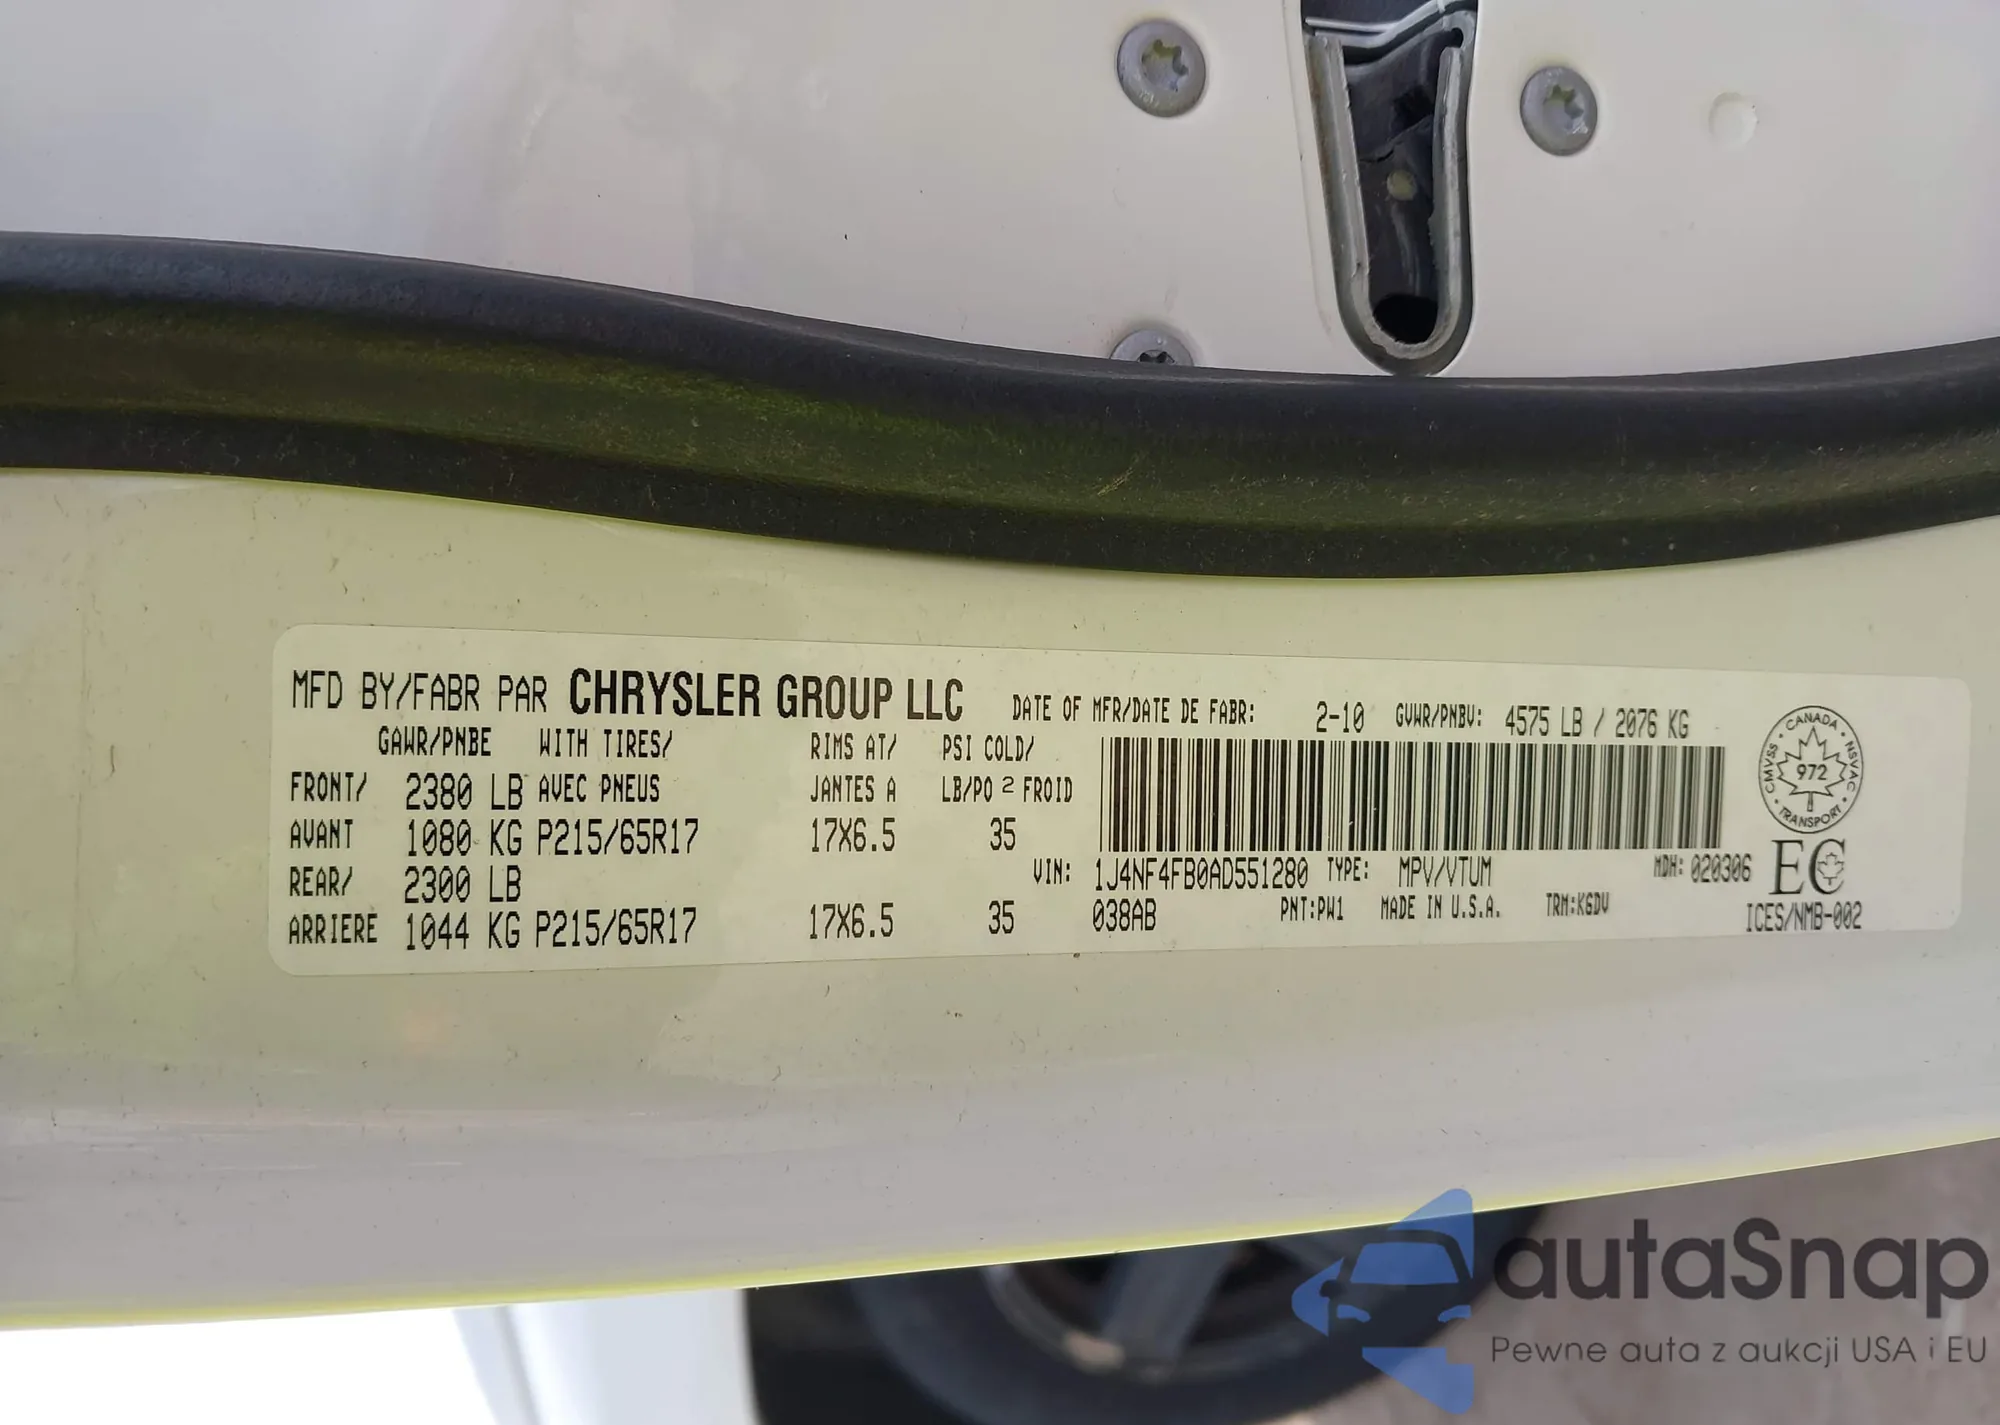 MFD BY/FABR PAR CHRYSLER GROUP LLC DATE OF MFR/DATE DE FABR: 2-10 GVWR/PNBV: 4575 LB / 2076 KG
GAWR/PNBE WITH TIRES/ RIMS AT/ PSI COLD/
FRONT/ 2380 LB AVEC PNEUS JANTES A LB/PO 2 FROID
AVANT 1080 KG P215/65R17 17X6.5 35
REAR/ 2300 LB VIN: 1J4NF4FB0AD551280 TYPE: MPV/VTUM MDH: 020306
ARRIERE 1044 KG P215/65R17 17X6.5 35 038AB PNT:PW1 MADE IN U.S.A. TRM:K6DV
CANADA
CMVSS 972 NSVAC
TRANSPORT
EC
ICES/NMB-002
autaSnap
Pewne auta z aukcji USA i EU